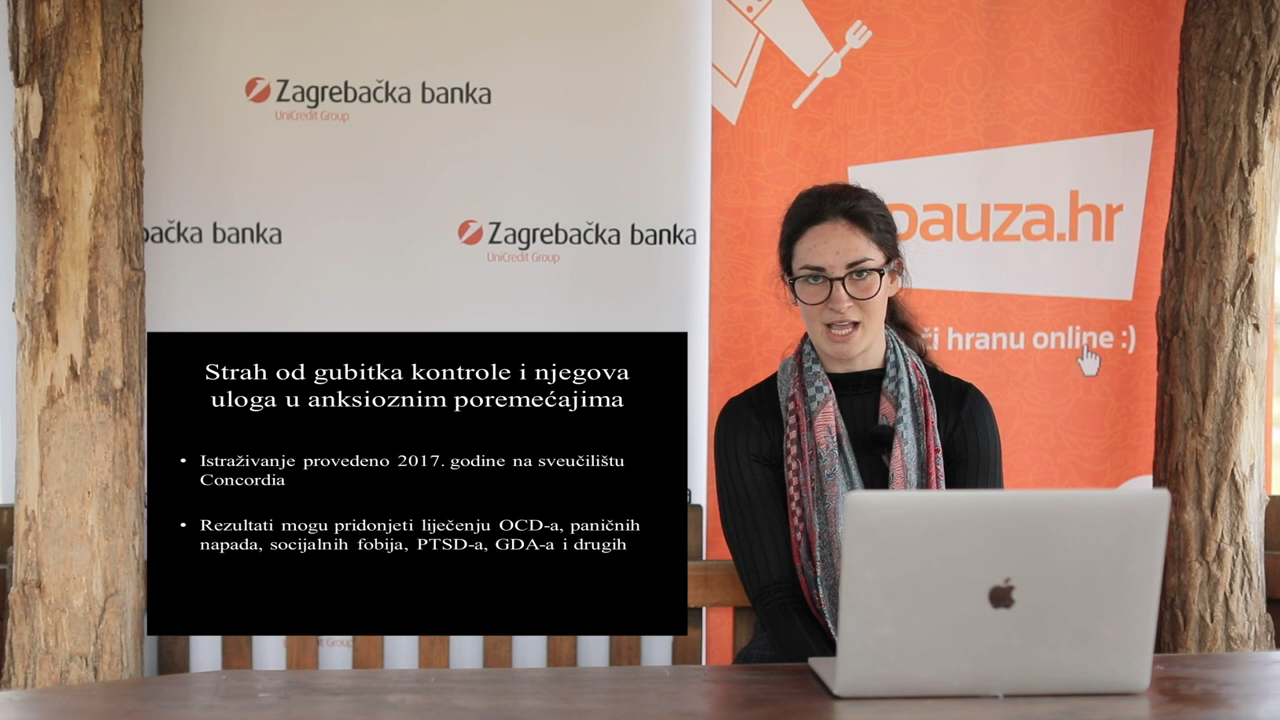 Zagrebačka banka
UniCredit Group
banka
Zagrebačka banka
UniCredit Group
pauza.hr
hranu online :)
Strah od gubitka kontrole i njegova
uloga u anksioznim poremećajima
• Istraživanje provedeno 2017. godine na sveučilištu
Concordia
• Rezultati mogu pridonjeti liječenju OCD-a, paničnih
napada, socijalnih fobija, PTSD-a, GDA-a i drugih